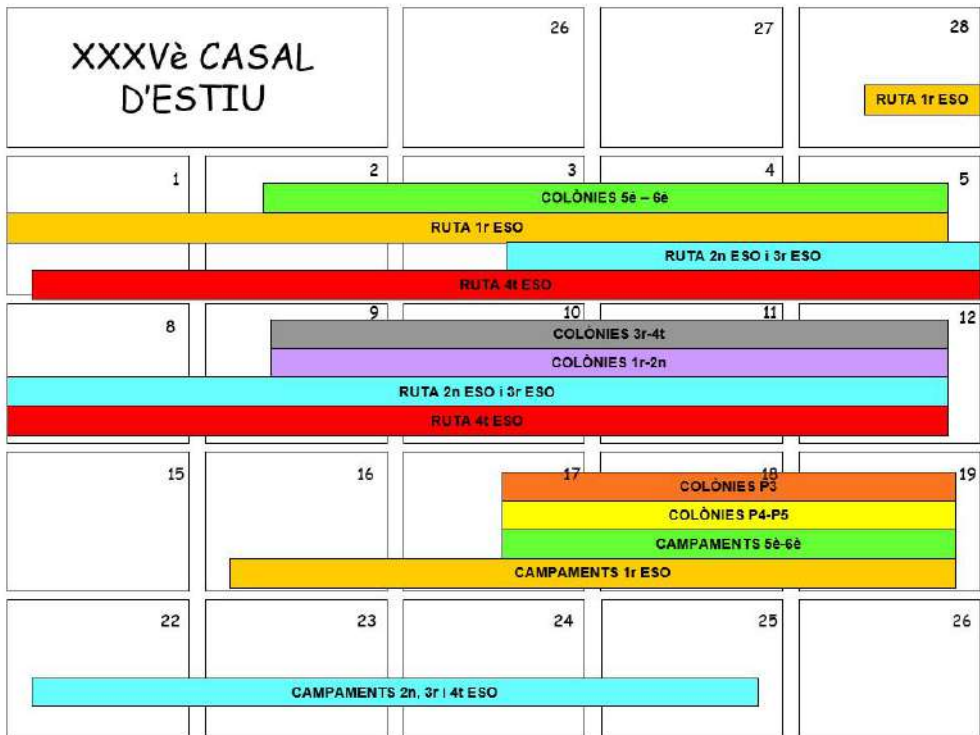 XXXVè CASAL
D'ESTIU
26
27
28
RUTA 1r ESO
1
2
3
4
5
COLÒNIES 5è – 6è
RUTA 1r ESO
RUTA 2n ESO i 3r ESO
RUTA 4t ESO
8
9
10
11
12
COLÒNIES 3r-4t
COLÒNIES 1r-2n
RUTA 2n ESO i 3r ESO
RUTA 4t ESO
15
16
17
18
19
COLÒNIES P3
COLÒNIES P4-P5
CAMPAMENTS 5è-6è
CAMPAMENTS 1r ESO
22
23
24
25
26
CAMPAMENTS 2n, 3r i 4t ESO